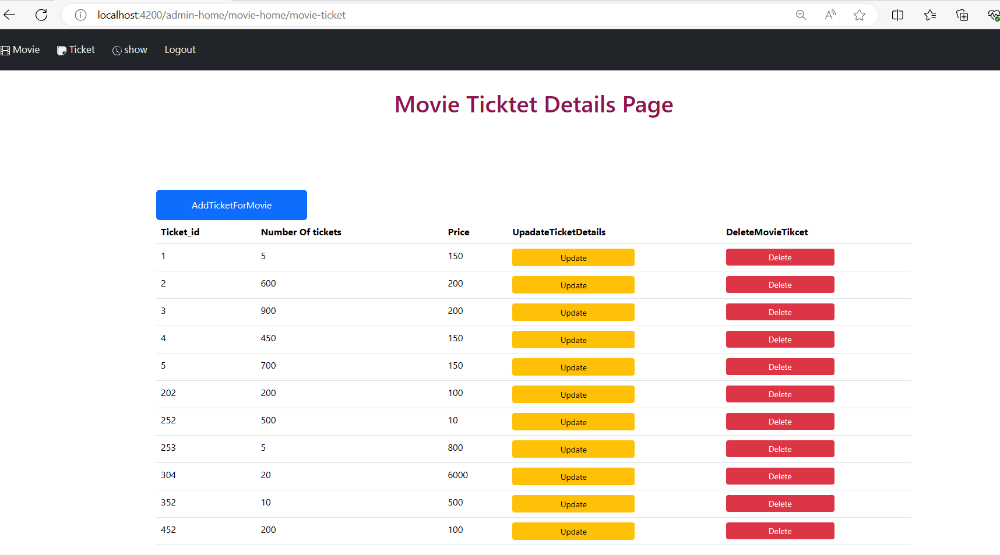 localhost:4200/admin-home/movie-home/movie-ticket
Movie Ticket show Logout
Movie Ticktet Details Page
AddTicketForMovie
Ticket_id Number Of tickets Price UpadateTicketDetails DeleteMovieTikcet
1 5 150 Update Delete
2 600 200 Update Delete
3 900 200 Update Delete
4 450 150 Update Delete
5 700 150 Update Delete
202 200 100 Update Delete
252 500 10 Update Delete
253 5 800 Update Delete
304 20 6000 Update Delete
352 10 500 Update Delete
452 200 100 Update Delete